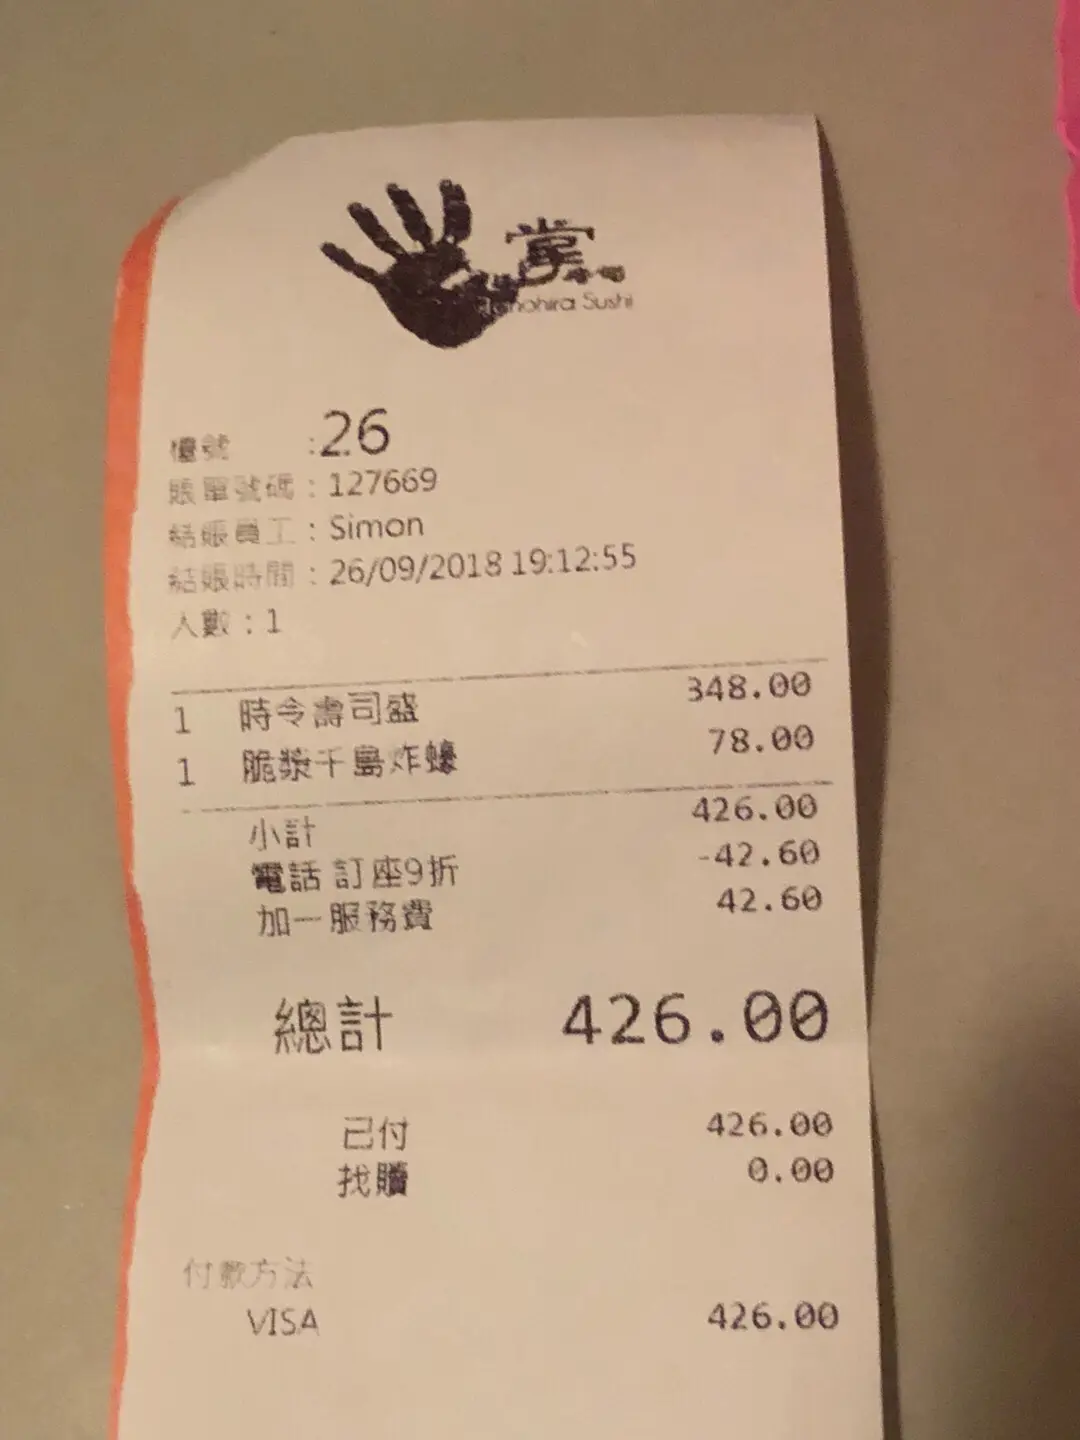 掌
Sushi
檯號 :26
賬單號碼 : 127669
結賬員工 : Simon
結賬時間 : 26/09/2018 19:12:55
人數 : 1
1 時令壽司盛 348.00
1 脆漿千島炸蠔 78.00
小計 426.00
電話 訂座9折 -42.60
加一服務費 42.60
總計 426.00
已付 426.00
找贖 0.00
付款方法
VISA 426.00